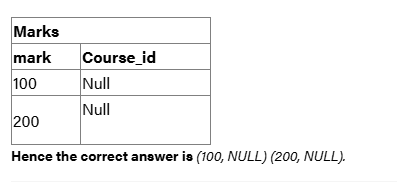 Marks
mark Course_id
100 Null
200 Null
Hence the correct answer is (100, NULL) (200, NULL).